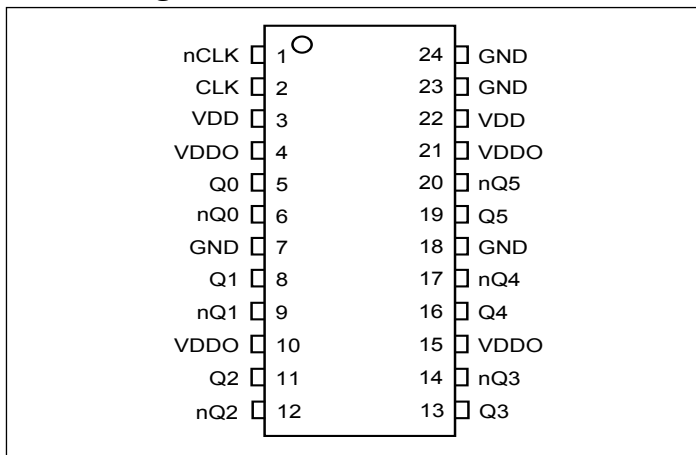 nCLK 1 24 GND
CLK 2 23 GND
VDD 3 22 VDD
VDDO 4 21 VDDO
Q0 5 20 nQ5
nQ0 6 19 Q5
GND 7 18 GND
Q1 8 17 nQ4
nQ1 9 16 Q4
VDDO 10 15 VDDO
Q2 11 14 nQ3
nQ2 12 13 Q3